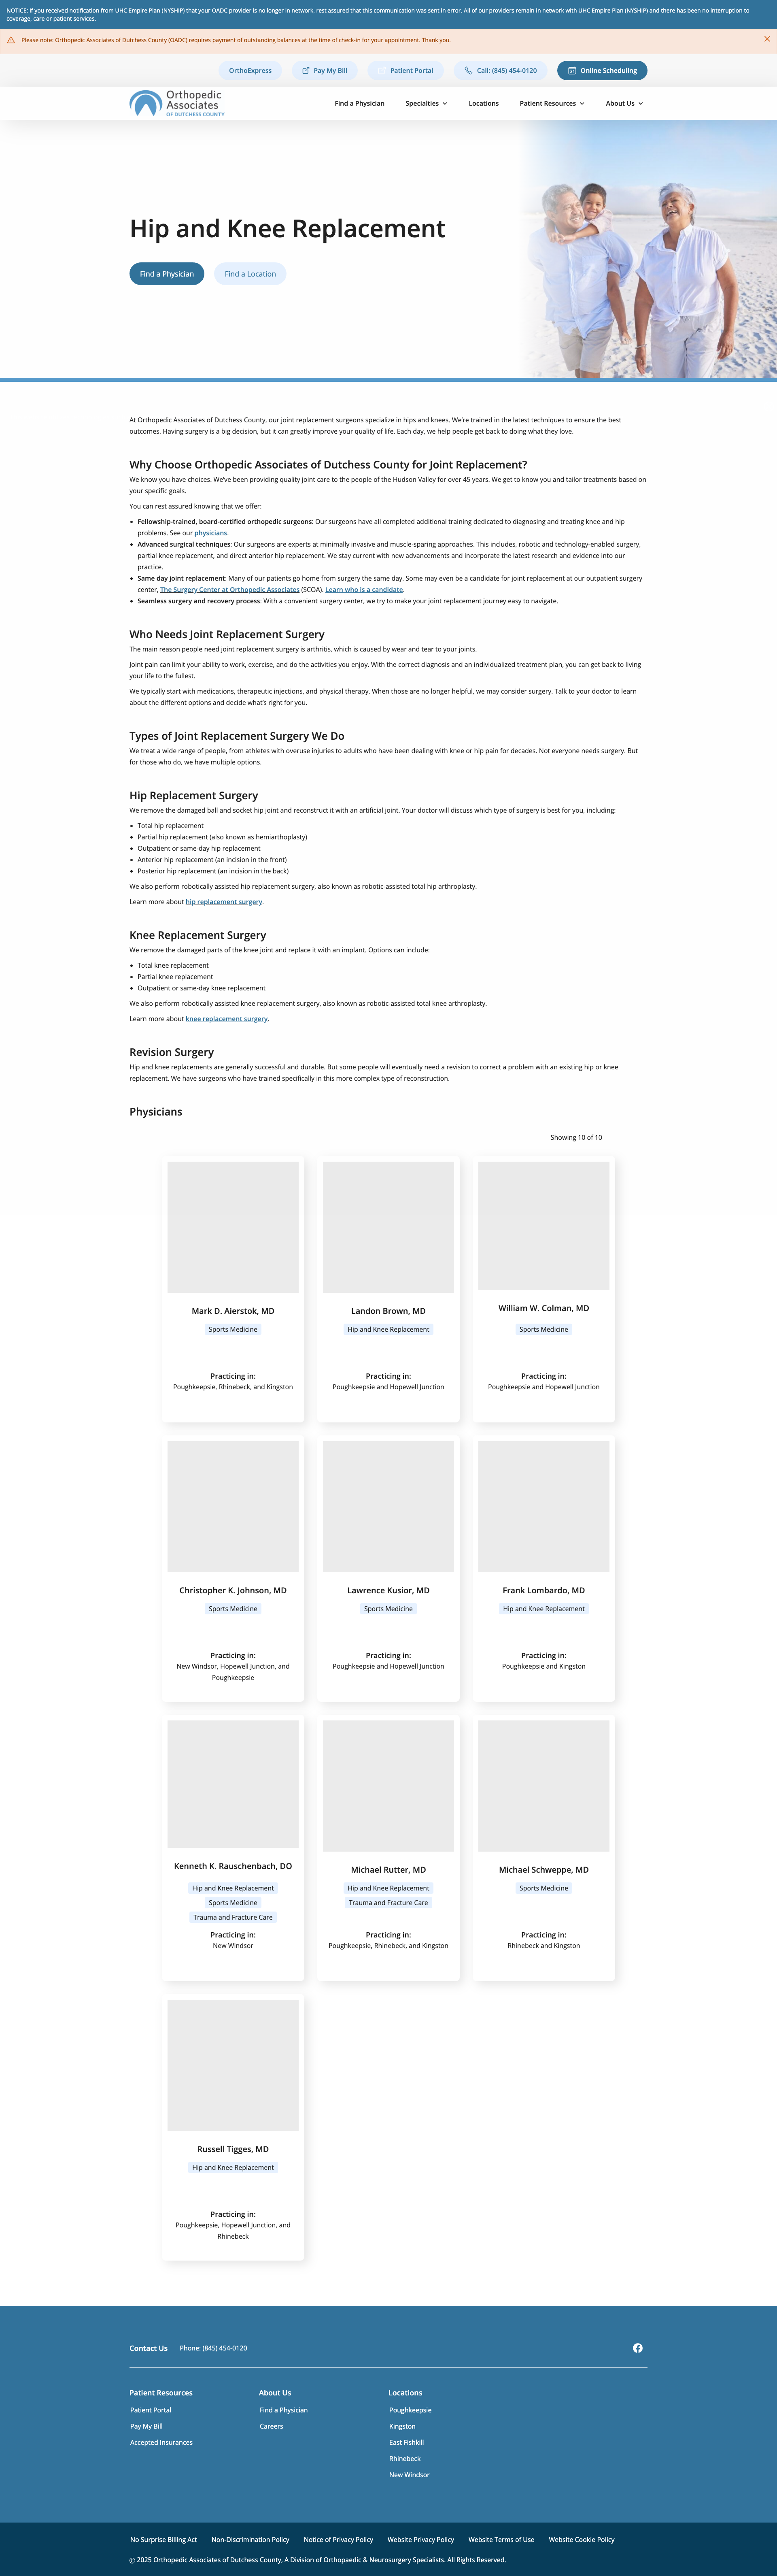 NOTICE: If you received notification from UHC Empire Plan (NYSHIP) that your OADC provider is no longer in network, rest assured that this communication was sent in error. All of our providers remain in network with UHC Empire Plan (NYSHIP) and there has been no interruption to
coverage, care or patient services.
Please note: Orthopedic Associates of Dutchess County (OADC) requires payment of outstanding balances at the time of check-in for your appointment. Thank you.
OrthoExpress
Pay My Bill
Patient Portal
Call: (845) 454-0120
Online Scheduling
Orthopedic
Associates
OF DUTCHESS COUNTY
Find a Physician
Specialties
Locations
Patient Resources
About Us
Hip and Knee Replacement
Find a Physician
Find a Location
At Orthopedic Associates of Dutchess County, our joint replacement surgeons specialize in hips and knees. We're trained in the latest techniques to ensure the best
outcomes. Having surgery is a big decision, but it can greatly improve your quality of life. Each day, we help people get back to doing what they love.
Why Choose Orthopedic Associates of Dutchess County for Joint Replacement?
We know you have choices. We've been providing quality joint care to the people of the Hudson Valley for over 45 years. We get to know you and tailor treatments based on
your specific goals.
You can rest assured knowing that we offer:
• Fellowship-trained, board-certified orthopedic surgeons: Our surgeons have all completed additional training dedicated to diagnosing and treating knee and hip
problems. See our physicians.
• Advanced surgical techniques: Our surgeons are experts at minimally invasive and muscle-sparing approaches. This includes, robotic and technology-enabled surgery,
partial knee replacement, and direct anterior hip replacement. We stay current with new advancements and incorporate the latest research and evidence into our
practice.
• Same day joint replacement: Many of our patients go home from surgery the same day. Some may even be a candidate for joint replacement at our outpatient surgery
center, The Surgery Center at Orthopedic Associates (SCOA). Learn who is a candidate.
• Seamless surgery and recovery process: With a convenient surgery center, we try to make your joint replacement journey easy to navigate.
Who Needs Joint Replacement Surgery
The main reason people need joint replacement surgery is arthritis, which is caused by wear and tear to your joints.
Joint pain can limit your ability to work, exercise, and do the activities you enjoy. With the correct diagnosis and an individualized treatment plan, you can get back to living
your life to the fullest.
We typically start with medications, therapeutic injections, and physical therapy. When those are no longer helpful, we may consider surgery. Talk to your doctor to learn
about the different options and decide what's right for you.
Types of Joint Replacement Surgery We Do
We treat a wide range of people, from athletes with overuse injuries to adults who have been dealing with knee or hip pain for decades. Not everyone needs surgery. But
for those who do, we have multiple options.
Hip Replacement Surgery
We remove the damaged ball and socket hip joint and reconstruct it with an artificial joint. Your doctor will discuss which type of surgery is best for you, including:
• Total hip replacement
• Partial hip replacement (also known as hemiarthoplasty)
• Outpatient or same-day hip replacement
• Anterior hip replacement (an incision in the front)
• Posterior hip replacement (an incision in the back)
We also perform robotically assisted hip replacement surgery, also known as robotic-assisted total hip arthroplasty.
Learn more about hip replacement surgery.
Knee Replacement Surgery
We remove the damaged parts of the knee joint and replace it with an implant. Options can include:
• Total knee replacement
• Partial knee replacement
• Outpatient or same-day knee replacement
We also perform robotically assisted knee replacement surgery, also known as robotic-assisted total knee arthroplasty.
Learn more about knee replacement surgery.
Revision Surgery
Hip and knee replacements are generally successful and durable. But some people will eventually need a revision to correct a problem with an existing hip or knee
replacement. We have surgeons who have trained specifically in this more complex type of reconstruction.
Physicians
Showing 10 of 10
Mark D. Aierstok, MD
Sports Medicine
Practicing in:
Poughkeepsie, Rhinebeck, and Kingston
Landon Brown, MD
Hip and Knee Replacement
Practicing in:
Poughkeepsie and Hopewell Junction
William W. Colman, MD
Sports Medicine
Practicing in:
Poughkeepsie and Hopewell Junction
Christopher K. Johnson, MD
Sports Medicine
Practicing in:
New Windsor, Hopewell Junction, and
Poughkeepsie
Lawrence Kusior, MD
Sports Medicine
Practicing in:
Poughkeepsie and Hopewell Junction
Frank Lombardo, MD
Hip and Knee Replacement
Practicing in:
Poughkeepsie and Kingston
Kenneth K. Rauschenbach, DO
Hip and Knee Replacement
Sports Medicine
Trauma and Fracture Care
Practicing in:
New Windsor
Michael Rutter, MD
Hip and Knee Replacement
Trauma and Fracture Care
Practicing in:
Poughkeepsie, Rhinebeck, and Kingston
Michael Schweppe, MD
Sports Medicine
Practicing in:
Rhinebeck and Kingston
Russell Tigges, MD
Hip and Knee Replacement
Practicing in:
Poughkeepsie, Hopewell Junction, and
Rhinebeck
Contact Us
Phone: (845) 454-0120
Patient Resources
Patient Portal
Pay My Bill
Accepted Insurances
About Us
Find a Physician
Careers
Locations
Poughkeepsie
Kingston
East Fishkill
Rhinebeck
New Windsor
No Surprise Billing Act
Non-Discrimination Policy
Notice of Privacy Policy
Website Privacy Policy
Website Terms of Use
Website Cookie Policy
© 2025 Orthopedic Associates of Dutchess County, A Division of Orthopaedic & Neurosurgery Specialists. All Rights Reserved.